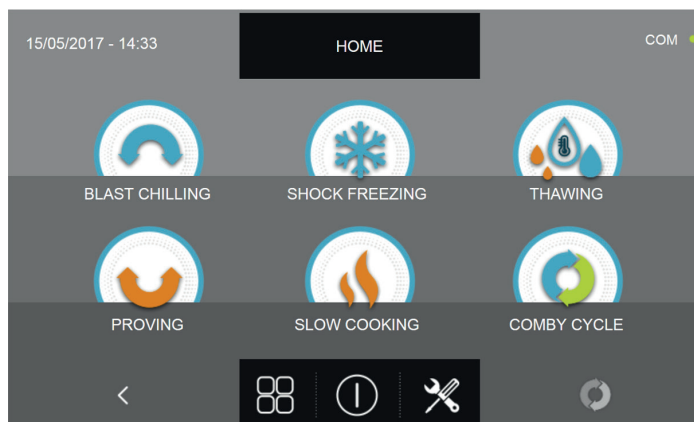 15/05/2017 - 14:33
HOME
COM
BLAST CHILLING
SHOCK FREEZING
THAWING
PROVING
SLOW COOKING
COMBY CYCLE